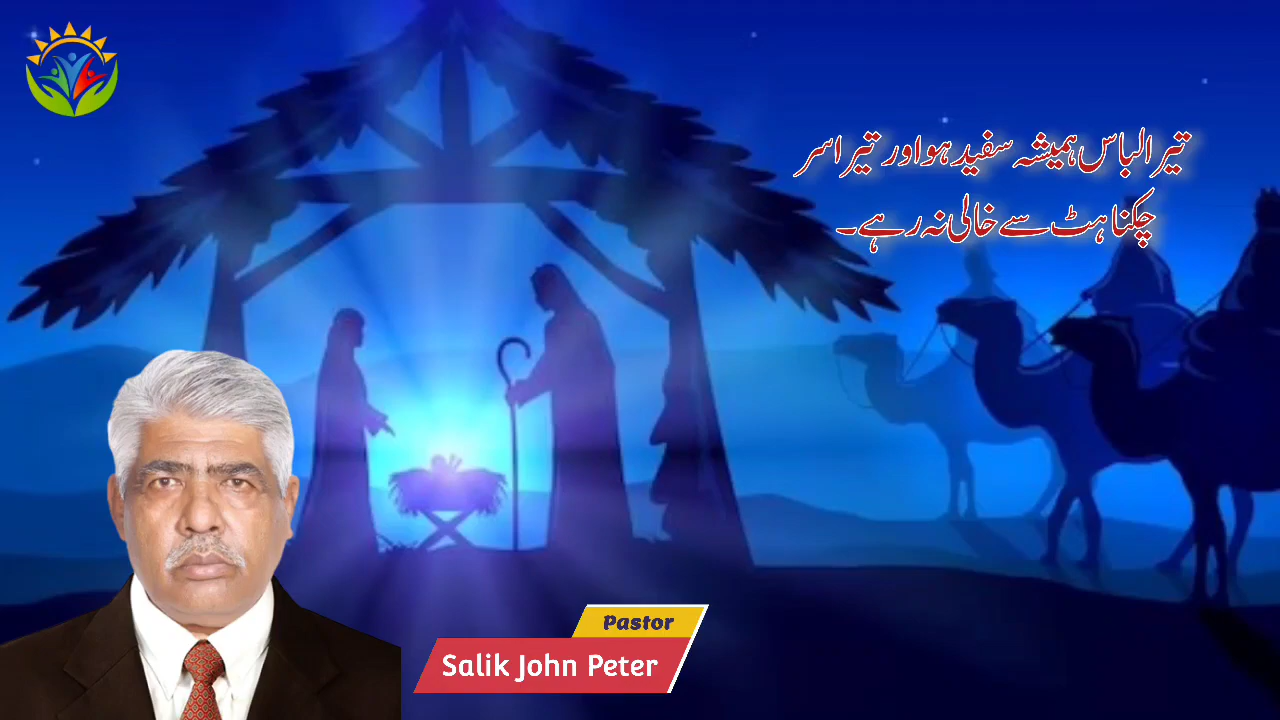 تیرا لباس ہمیشہ سفید ہو اور تیرا سر
چکناہٹ سے خالی نہ رہے۔
Pastor
Salik John Peter